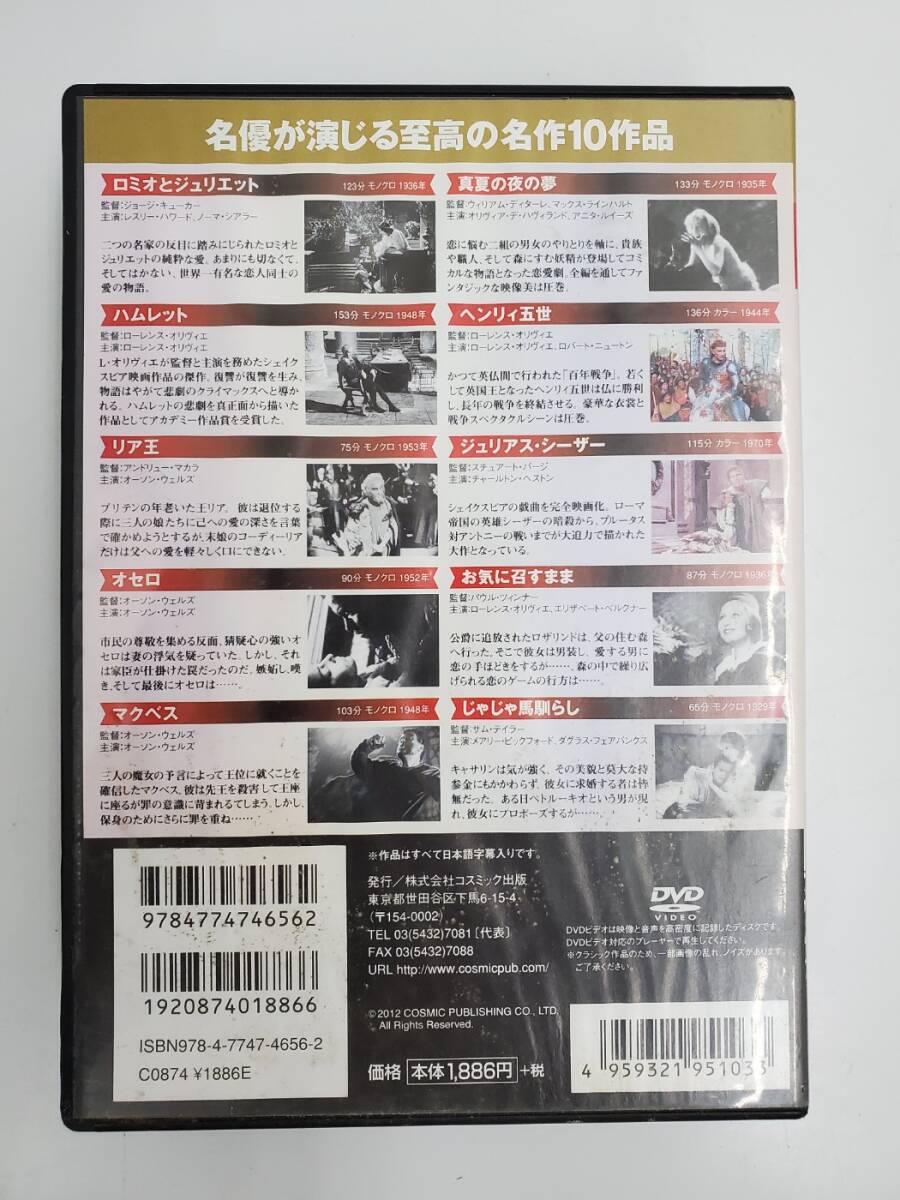 名優が演じる至高の名作10作品
ロミオとジュリエット 123分 モノクロ 1936年
監督:ジョージ・キューカー
主演:レスリー・ハワード、ノーマ・シアラー
二つの名家の反目に踏みにじられたロミオと
ジュリエットの純粋な愛。あまりにも切なくて、
そしてはかない、世界一有名な恋人同士の
愛の物語。
真夏の夜の夢 133分 モノクロ 1935年
監督:ウィリアム・ディターレ、マックス・ラインハルト
主演:オリヴィア・デ・ハヴィランド、アニタ・ルイーズ
恋に悩む二組の男女のやりとりを軸に、貴族
や職人、そして森にすむ妖精が登場してコミ
カルな物語となった恋愛劇。全編を通してファ
ンタジックな映像美は圧巻。
ハムレット 153分 モノクロ 1948年
監督:ローレンス・オリヴィエ
主演:ローレンス・オリヴィエ
L・オリヴィエが監督と主演を務めたシェイク
スピア映画作品の傑作。復讐が復讐を生み、
物語はやがて悲劇のクライマックスへと導か
れる。ハムレットの悲劇を真正面から描いた
作品としてアカデミー作品賞を受賞した。
ヘンリィ五世 136分 カラー 1944年
監督:ローレンス・オリヴィエ
主演:ローレンス・オリヴィエ、ロバート・ニュートン
かつて英仏間で行われた「百年戦争」。若く
して英国王となったヘンリィ五世は仏に勝利
し、長年の戦争を終結させる。豪華な衣装と
戦争スペクタクルシーンは圧巻。
リア王 75分 モノクロ 1953年
監督:アンドリュー・マカラ
主演:オーソン・ウェルズ
ブリテンの年老いた王リア。彼は退位する
際に三人の娘たちに己への愛の深さを言葉
で確かめようとするが、末娘のコーディーリア
だけは父への愛を軽々しく口にできない。
ジュリアス・シーザー 115分 カラー 1970年
監督:スチュアート・バージ
主演:チャールトン・ヘストン
シェイクスピアの戯曲を完全映画化。ローマ
帝国の英雄シーザーの暗殺から、ブルータス
対アントニーの戦いまでが大迫力で描かれた
大作となっている。
オセロ 90分 モノクロ 1952年
監督:オーソン・ウェルズ
主演:オーソン・ウェルズ
市民の尊敬を集める反面、猜疑心の強いオ
セロは妻の浮気を疑っていた。しかし、それ
は家臣が仕掛けた罠だったのだ。嫉妬し、嘆
き、そして最後にオセロは……。
お気に召すまま 87分 モノクロ 1936年
監督:パウル・ツィンナー
主演:ローレンス・オリヴィエ、エリザベート・ベルクナー
公爵に追放されたロザリンドは、父の住む森
へ行った。そこで彼女は男装し、愛する男に
恋の手ほどきをするが……。森の中で繰り広
げられる恋のゲームの行方は……。
マクベス 103分 モノクロ 1948年
監督:オーソン・ウェルズ
主演:オーソン・ウェルズ
三人の魔女の予言によって王位に就くことを
確信したマクベス。彼は先王を殺害して王座
に座るが罪の意識に苛まれてしまう。しかし、
保身のためにさらに罪を重ね……。
じゃじゃ馬馴らし 65分 モノクロ 1929年
監督:サム・テイラー
主演:メアリー・ピックフォード、ダグラス・フェアバンクス
キャサリンは気が強く、その美貌と莫大な持
参金にもかかわらず、彼女に求婚する者は皆
無だった。ある日ペトルーキオという男が現
れ、彼女にプロポーズするが……。
9784774746562
1920874018866
ISBN978-4-7747-4656-2
C0874 ¥1886E
※作品はすべて日本語字幕入りです。
発行/株式会社コスミック出版
東京都世田谷区下馬6-15-4
(〒154-0002)
TEL 03(5432)7081〔代表〕
FAX 03(5432)7088
URL http://www.cosmicpub.com/
©2012 COSMIC PUBLISHING CO., LTD.
All Rights Reserved.
価格 本体1,886円 +税
DVD
VIDEO
DVDビデオは映像と音声を高密度に記録したディスクです。
DVDビデオ対応のプレーヤーで再生してください。
※クラシック作品のため、一部画像の乱れ、ノイズがあります。
ご了承ください。
4 959321 951033